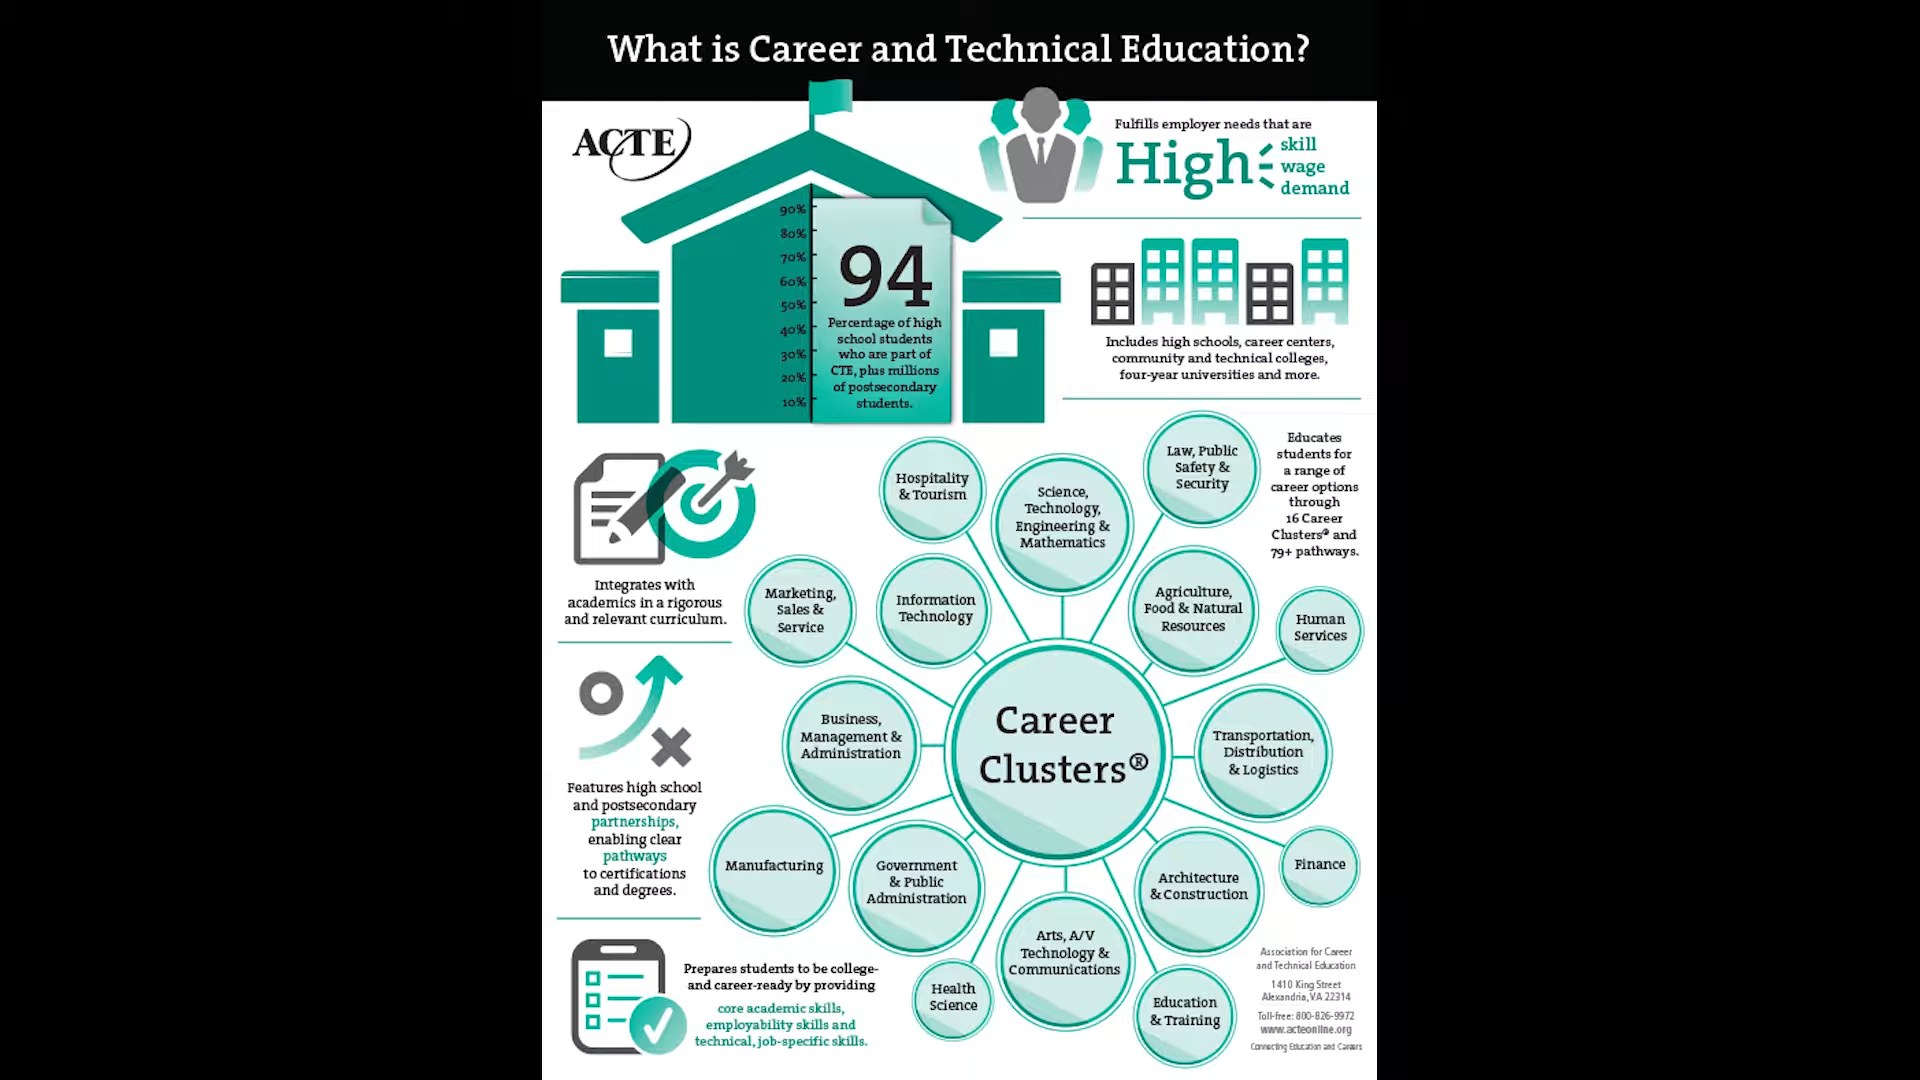 What is Career and Technical Education?
ACTE
Fulfills employer needs that are
High
skill
wage
demand
90%
80%
70%
60%
50%
40%
30%
20%
10%
94
Percentage of high
school students
who are part of
CTE, plus millions
of postsecondary
students.
Includes high schools, career centers,
community and technical colleges,
four-year universities and more.
Integrates with
academics in a rigorous
and relevant curriculum.
Features high school
and postsecondary
partnerships,
enabling clear
pathways
to certifications
and degrees.
Prepares students to be college-
and career-ready by providing
core academic skills,
employability skills and
technical, job-specific skills.
Educates
students for
a range of
career options
through
16 Career
Clusters® and
79+ pathways.
Career
Clusters®
Hospitality
& Tourism
Science,
Technology,
Engineering &
Mathematics
Law, Public
Safety &
Security
Marketing,
Sales &
Service
Information
Technology
Agriculture,
Food & Natural
Resources
Human
Services
Business,
Management &
Administration
Transportation,
Distribution
& Logistics
Manufacturing
Government
& Public
Administration
Architecture
& Construction
Finance
Health
Science
Arts, A/V
Technology &
Communications
Education
& Training
Association for Career
and Technical Education
1410 King Street
Alexandria, VA 22314
Toll-free: 800-826-9972
www.acteonline.org
Connecting Education and Careers